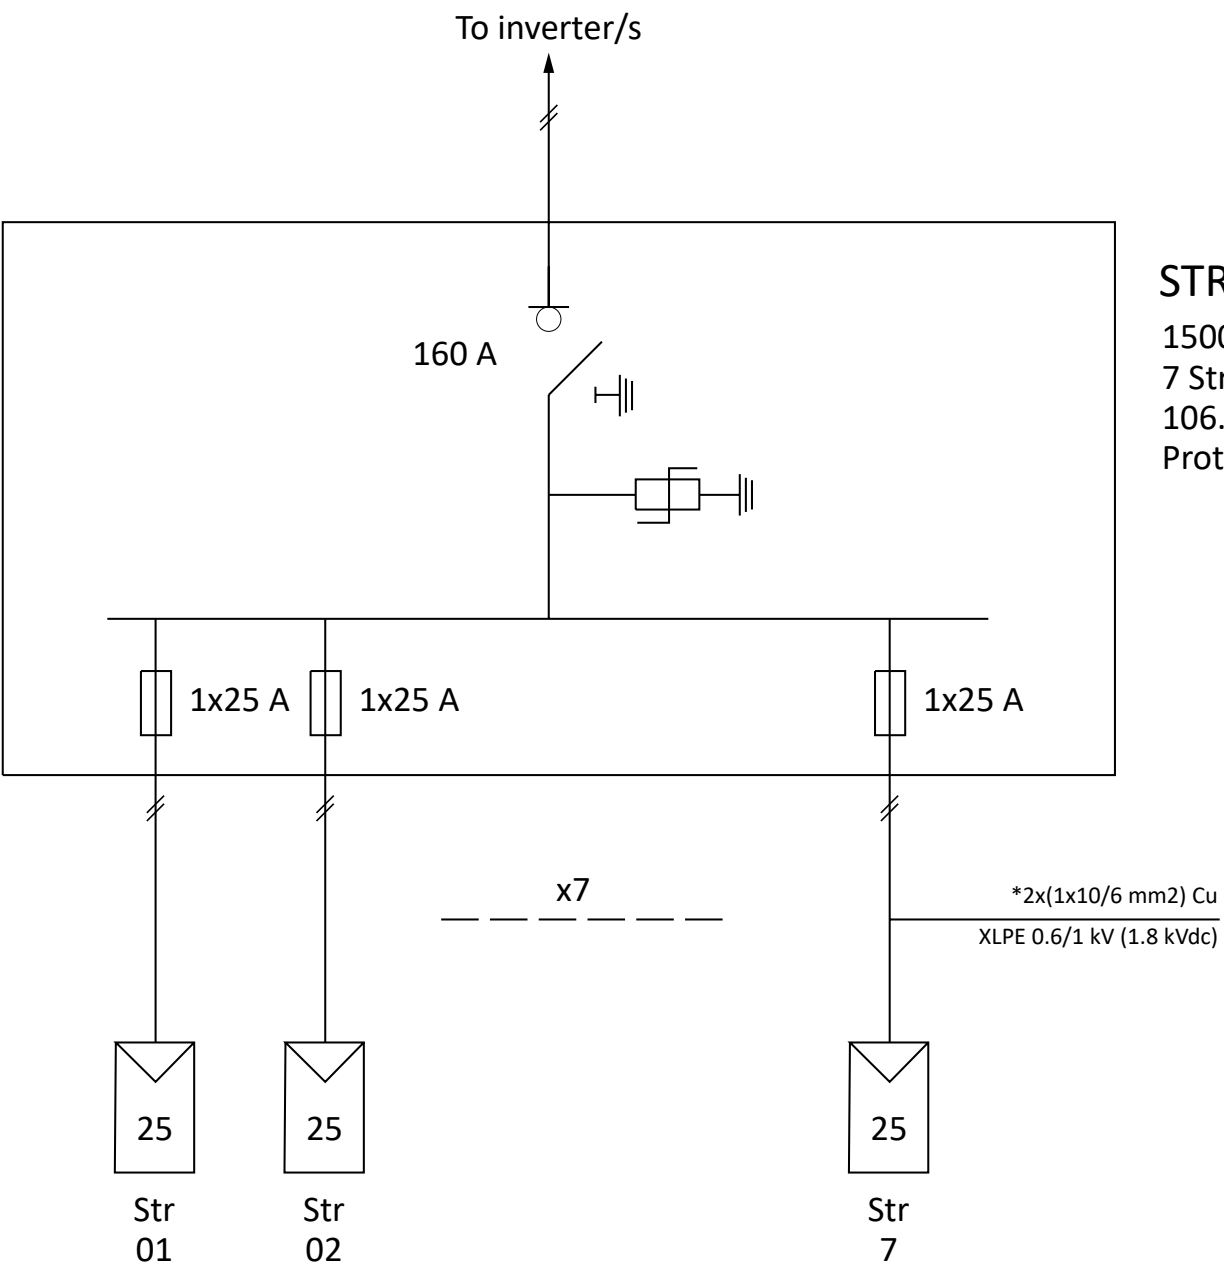 To inverter/s
160 A
STR
1500
7 Str
106.
Prot
1x25 A 1x25 A 1x25 A
x7
*2x(1x10/6 mm2) Cu
XLPE 0.6/1 kV (1.8 kVdc)
25 25 25
Str Str Str
01 02 7